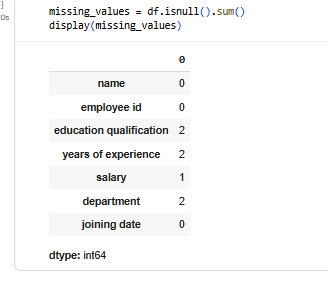 ]
0s
missing_values = df.isnull().sum()
display(missing_values)
0
name 0
employee id 0
education qualification 2
years of experience 2
salary 1
department 2
joining date 0
dtype: int64